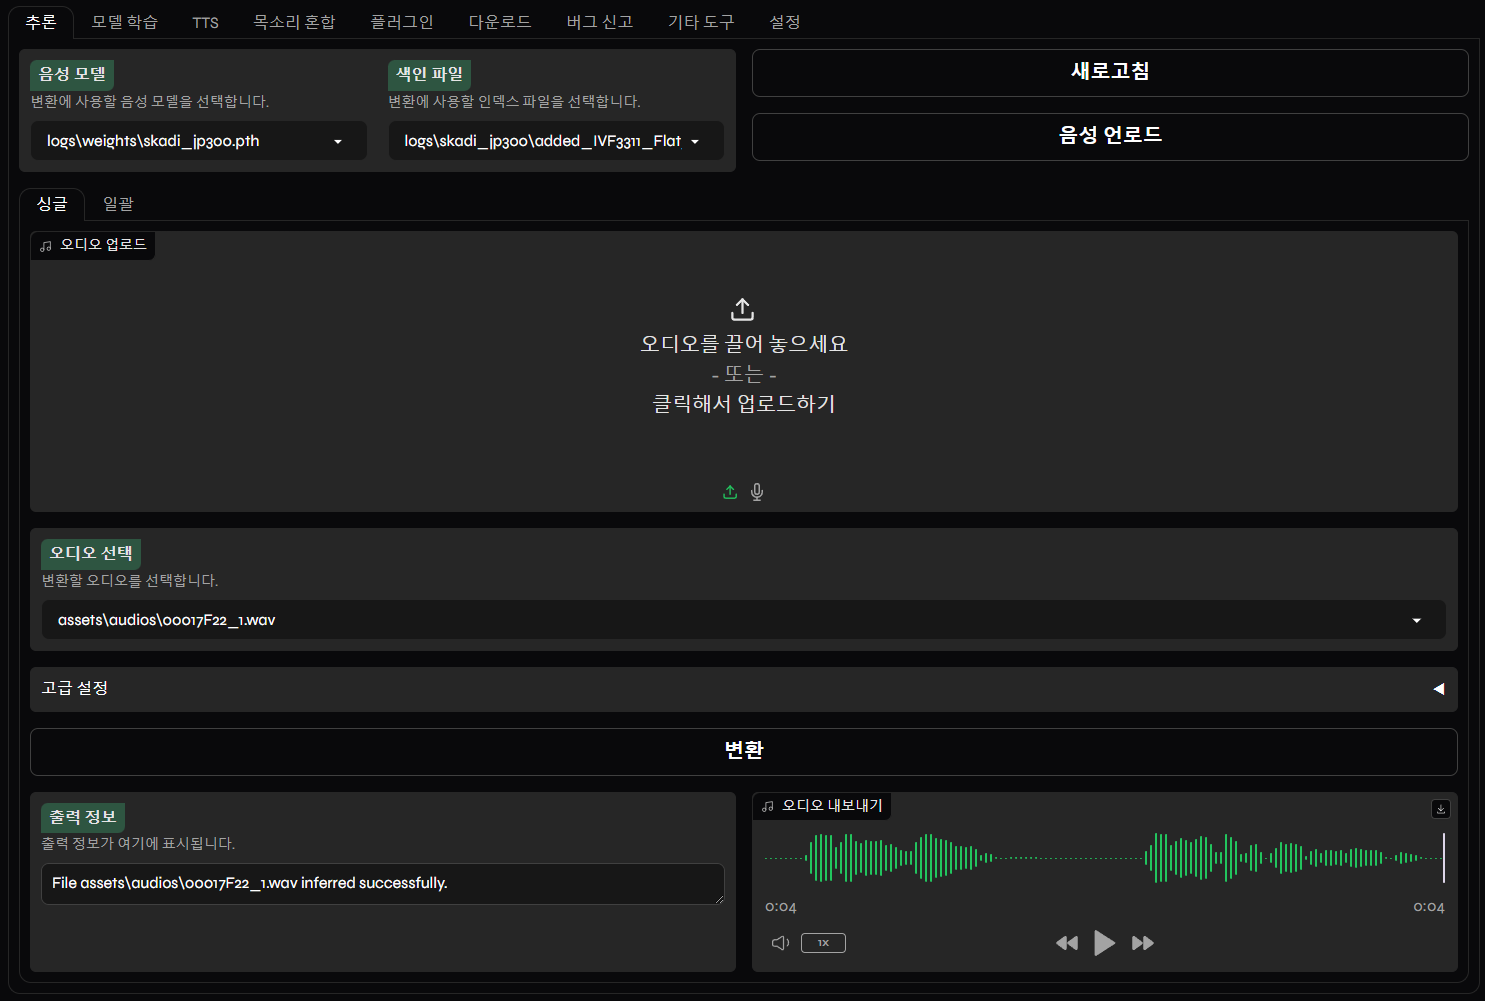 추론 모델 학습 TTS 목소리 혼합 플러그인 다운로드 버그 신고 기타 도구 설정
음성 모델
변환에 사용할 음성 모델을 선택합니다.
logs\weights\skadi_jp300.pth
색인 파일
변환에 사용할 인덱스 파일을 선택합니다.
logs\skadi_jp300\added_IVF3311_Flat
새로고침
음성 언로드
싱글 일괄
오디오 업로드
오디오를 끌어 놓으세요
- 또는 -
클릭해서 업로드하기
오디오 선택
변환할 오디오를 선택합니다.
assets\audios\00017F22_1.wav
고급 설정
변환
출력 정보
출력 정보가 여기에 표시됩니다.
File assets\audios\00017F22_1.wav inferred successfully.
오디오 내보내기
0:04 0:04
1x